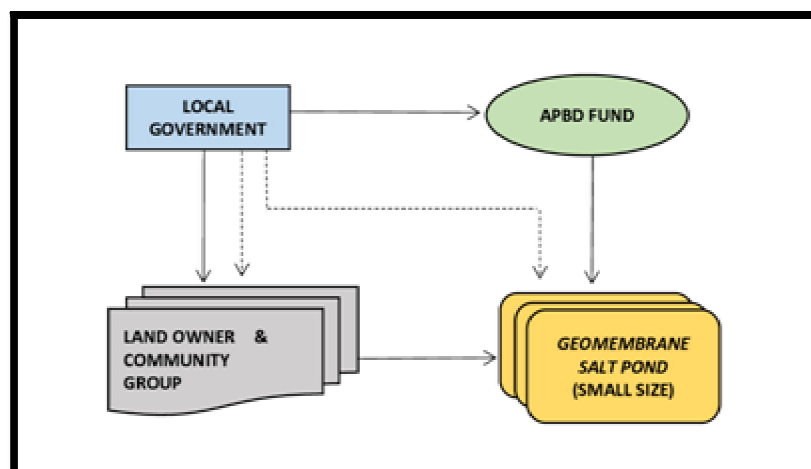 LOCAL
GOVERNMENT
APBD FUND
LAND OWNER &
COMMUNITY
GROUP
GEOMEMBRANE
SALT POND
(SMALL SIZE)